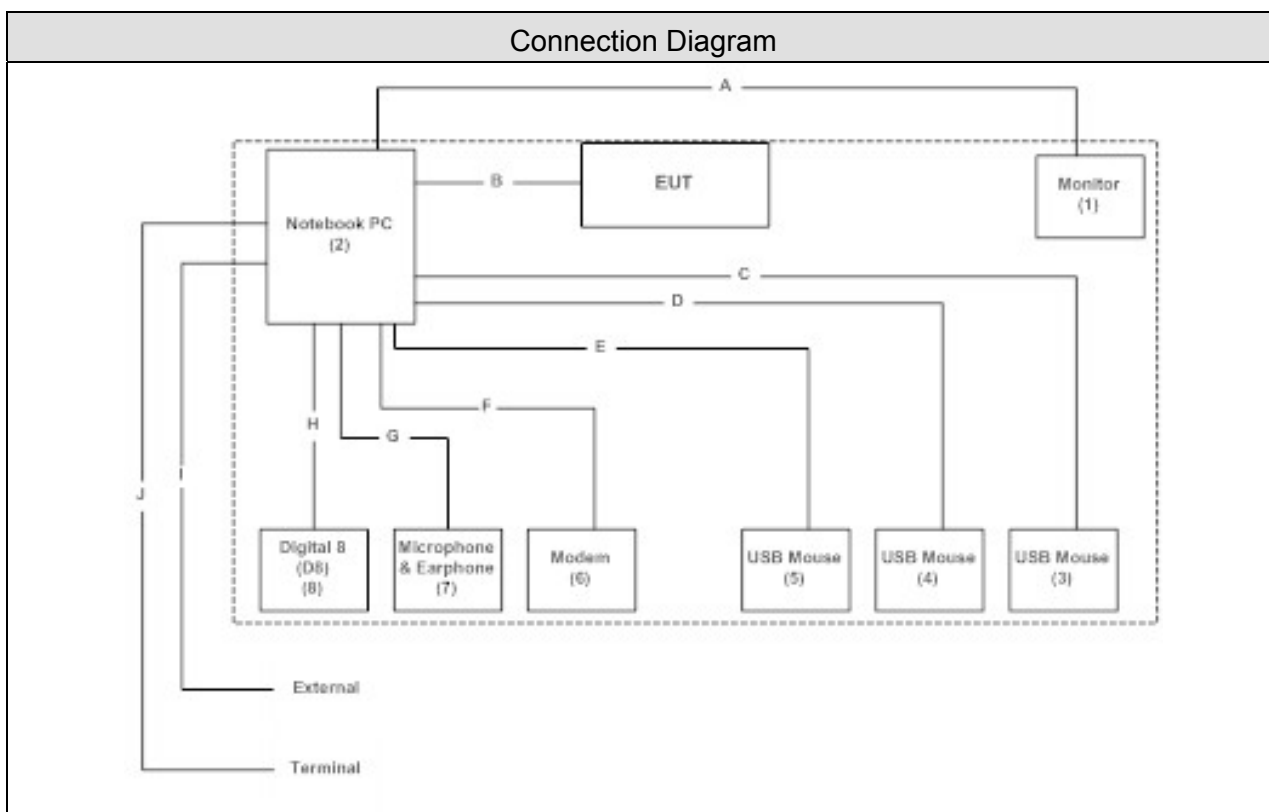 Connection Diagram
A
Notebook PC
(2)
B
EUT
Monitor
(1)
C
D
E
F
G
H
I
J
Digital 8
(D8)
(8)
Microphone
& Earphone
(7)
Modem
(6)
USB Mouse
(5)
USB Mouse
(4)
USB Mouse
(3)
External
Terminal